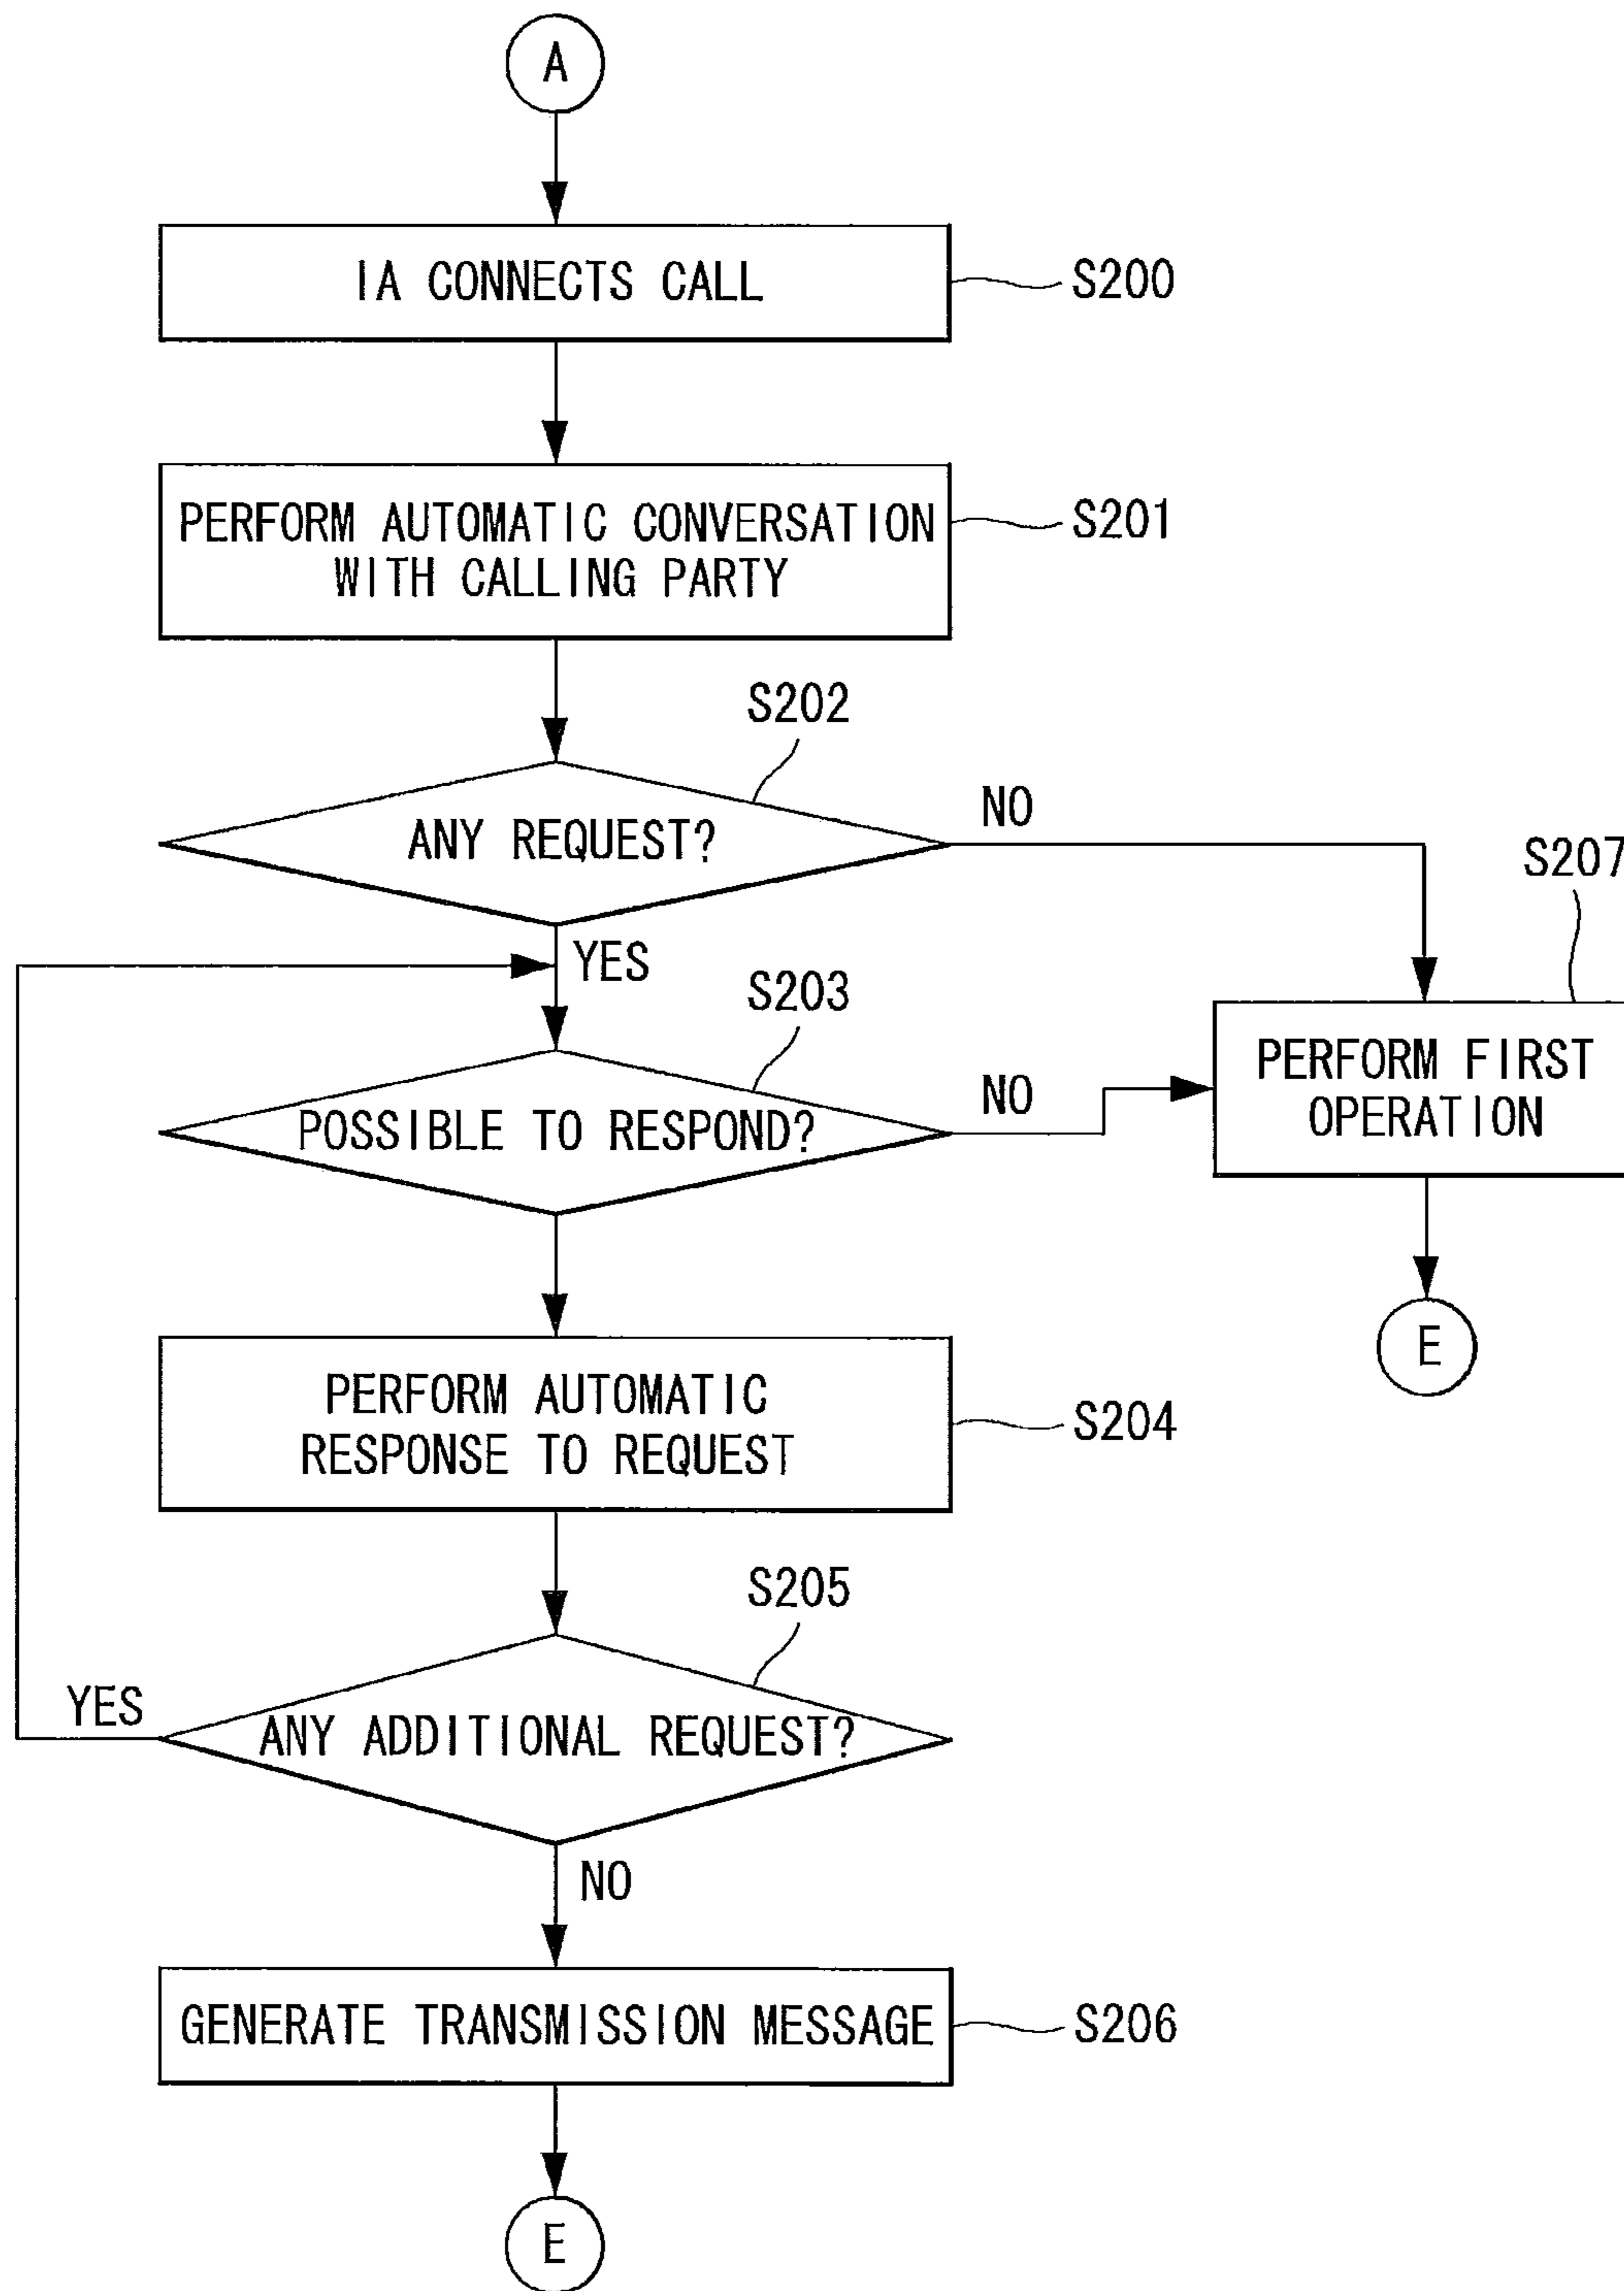 A
IA CONNECTS CALL
S200
PERFORM AUTOMATIC CONVERSATION
WITH CALLING PARTY
S201
S202
ANY REQUEST?
NO
YES
S203
POSSIBLE TO RESPOND?
NO
S207
PERFORM FIRST
OPERATION
E
PERFORM AUTOMATIC
RESPONSE TO REQUEST
S204
S205
YES
ANY ADDITIONAL REQUEST?
NO
GENERATE TRANSMISSION MESSAGE
S206
E